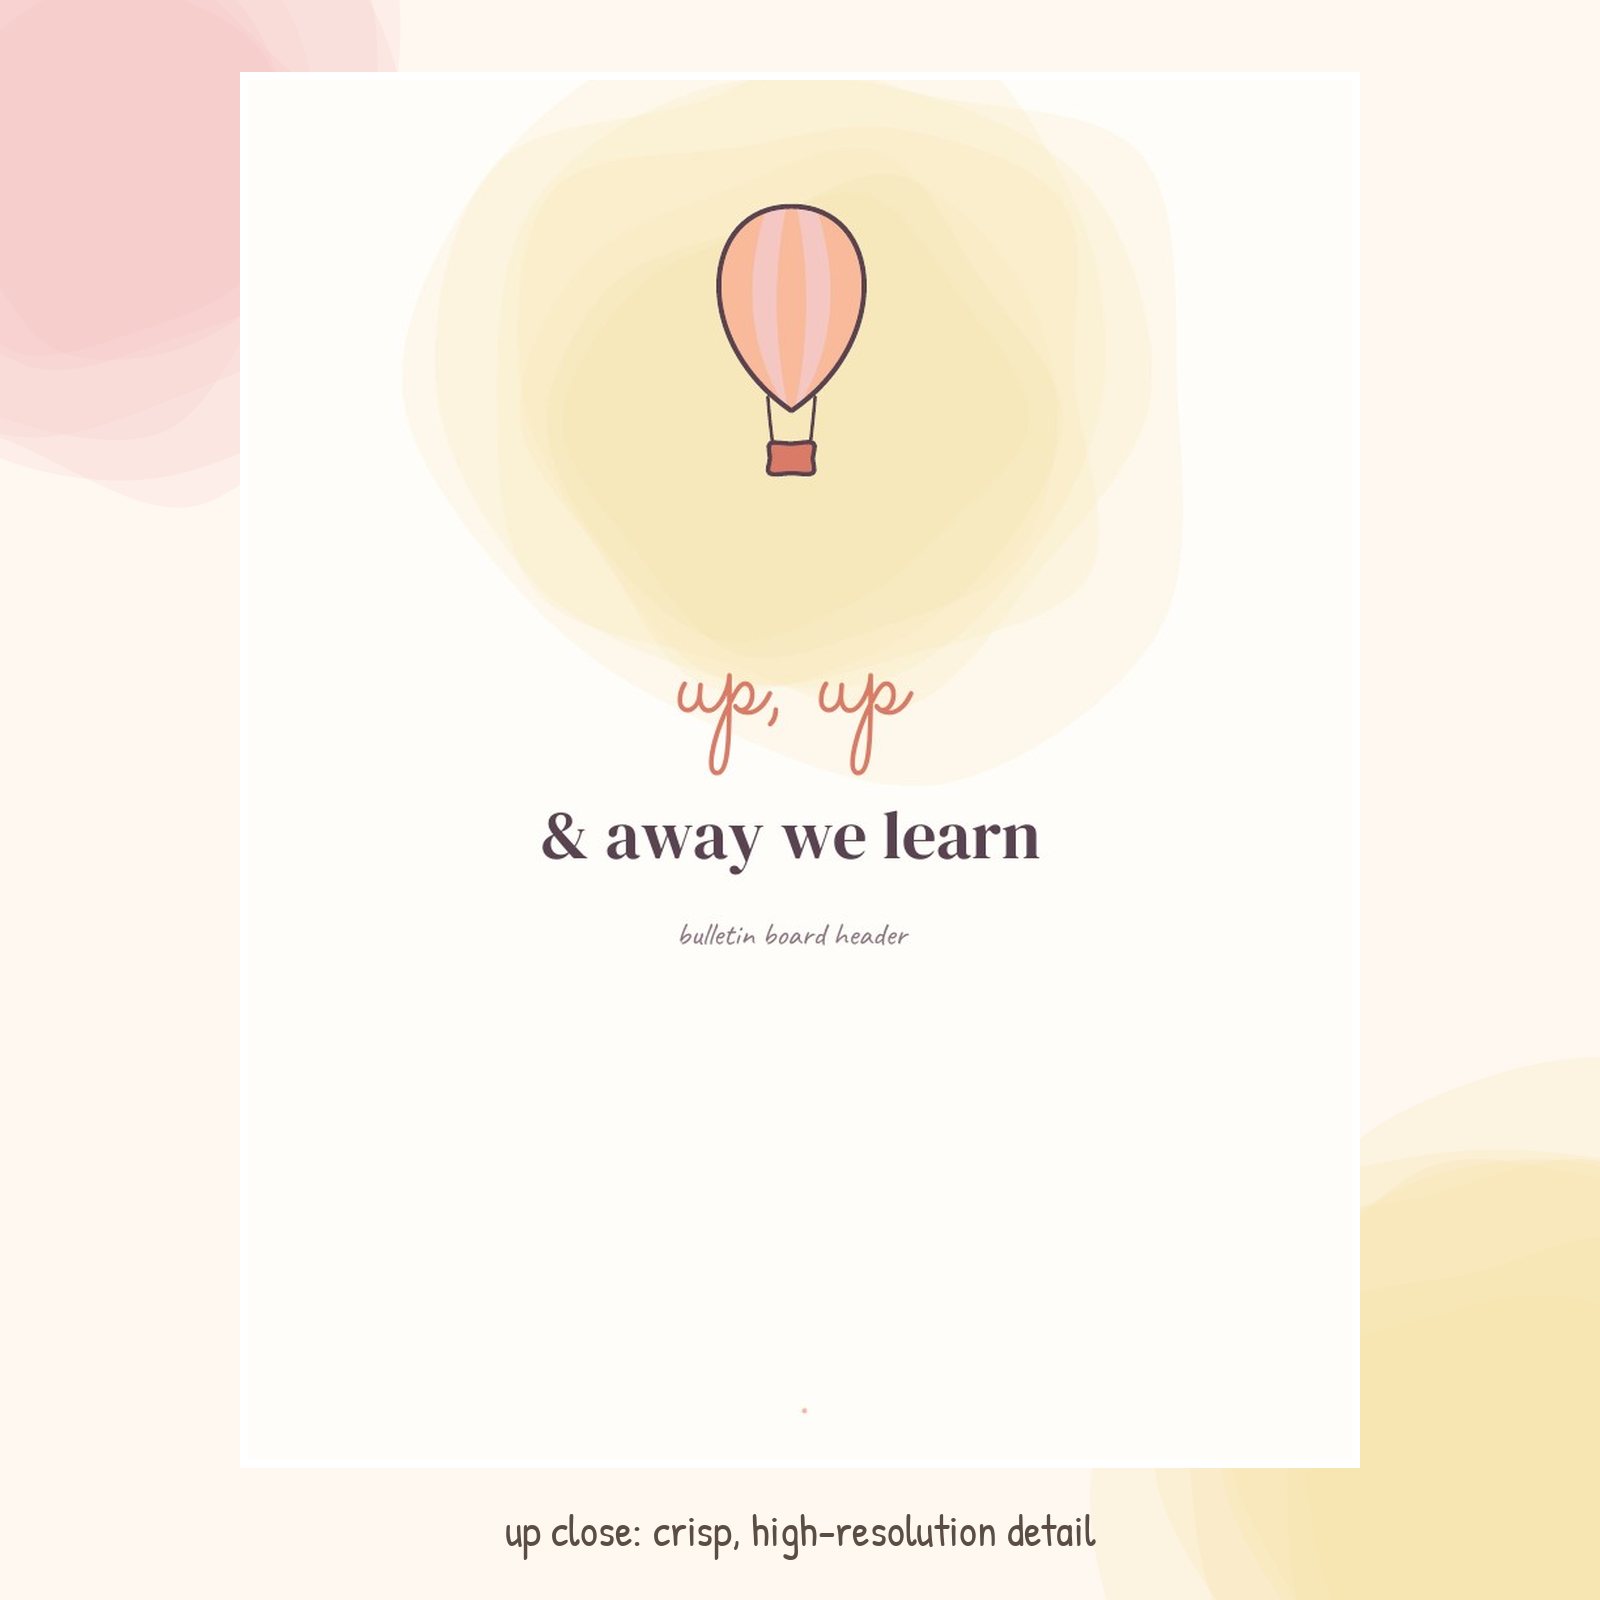 up, up
& away we learn
bulletin board header
up close: crisp, high-resolution detail